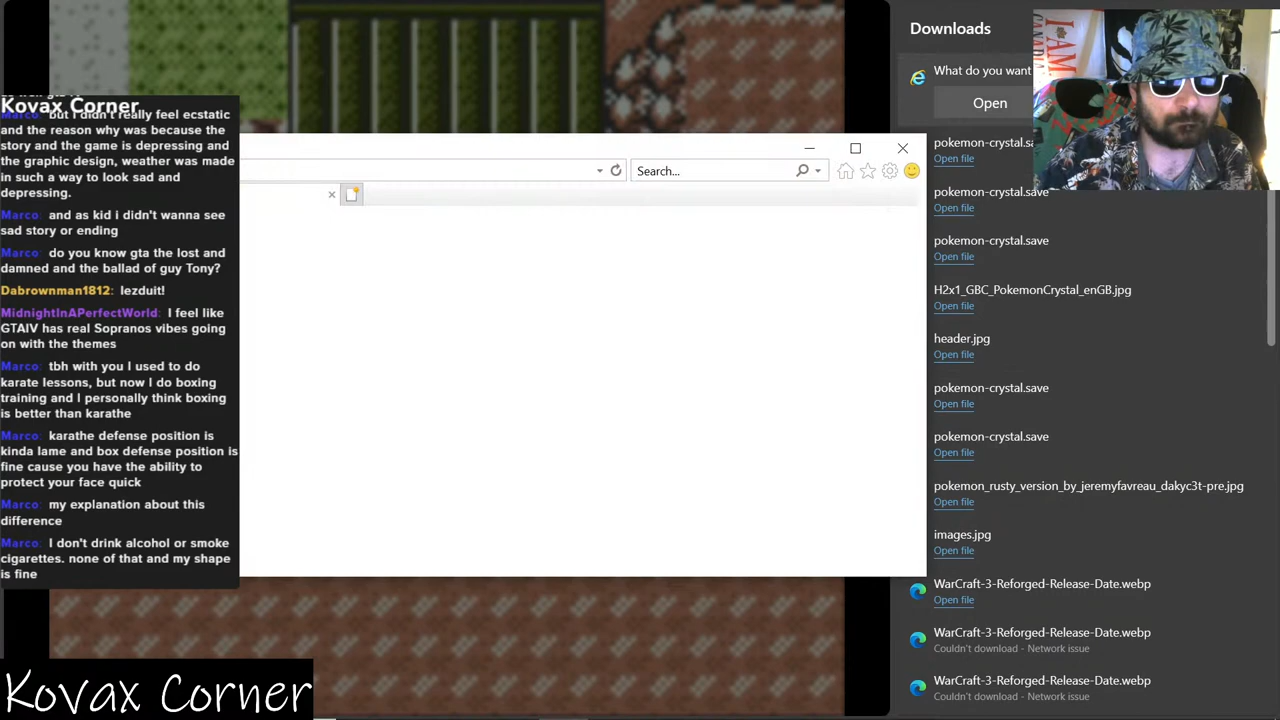 Kovax Corner
Marco: but I didn't really feel ecstatic
and the reason why was because the
story and the game is depressing and
the graphic design, weather was made
in such a way to look sad and
depressing.
Marco: and as kid i didn't wanna see
sad story or ending
Marco: do you know gta the lost and
damned and the ballad of guy Tony?
Dabrownman1812: lezduit!
MidnightInAPerfectWorld: I feel like
GTAIV has real Sopranos vibes going
on with the themes
Marco: tbh with you I used to do
karate lessons, but now I do boxing
training and I personally think boxing
is better than karathe
Marco: karathe defense position is
kinda lame and box defense position is
fine cause you have the ability to
protect your face quick
Marco: my explanation about this
difference
Marco: I don't drink alcohol or smoke
cigarettes. none of that and my shape
is fine
Kovax Corner
Search...
Downloads
What do you want
Open
pokemon-crystal.sa
Open file
pokemon-crystal.save
Open file
pokemon-crystal.save
Open file
H2x1_GBC_PokemonCrystal_enGB.jpg
Open file
header.jpg
Open file
pokemon-crystal.save
Open file
pokemon-crystal.save
Open file
pokemon_rusty_version_by_jeremyfavreau_dakyc3t-pre.jpg
Open file
images.jpg
Open file
WarCraft-3-Reforged-Release-Date.webp
Open file
WarCraft-3-Reforged-Release-Date.webp
Couldn't download - Network issue
WarCraft-3-Reforged-Release-Date.webp
Couldn't download - Network issue
I AM